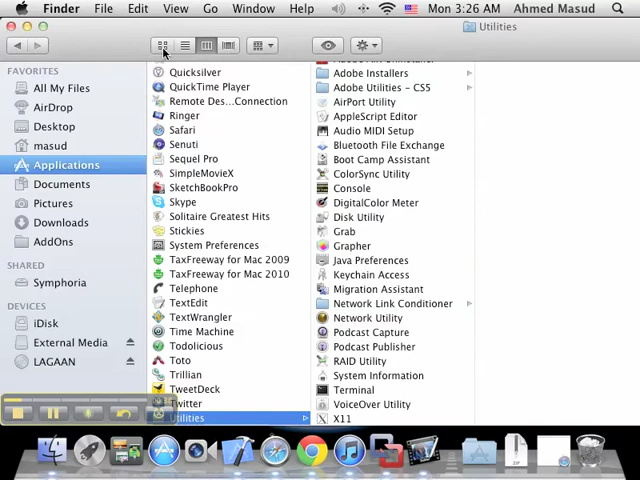 Finder File Edit View Go Window Help Mon 3:26 AM Ahmed Masud
Utilities
FAVORITES
All My Files
AirDrop
Desktop
masud
Applications
Documents
Pictures
Downloads
AddOns
SHARED
Symphoria
DEVICES
iDisk
External Media
LAGAAN
Quicksilver
QuickTime Player
Remote Des...Connection
Ringer
Safari
Senuti
Sequel Pro
SimpleMovieX
SketchBookPro
Skype
Solitaire Greatest Hits
Stickies
System Preferences
TaxFreeway for Mac 2009
TaxFreeway for Mac 2010
Telephone
TextEdit
TextWrangler
Time Machine
Todolicious
Toto
Trillian
TweetDeck
Twitter
Utilities
Adobe Installers
Adobe Utilities - CS5
AirPort Utility
AppleScript Editor
Audio MIDI Setup
Bluetooth File Exchange
Boot Camp Assistant
ColorSync Utility
Console
DigitalColor Meter
Disk Utility
Grab
Grapher
Java Preferences
Keychain Access
Migration Assistant
Network Link Conditioner
Network Utility
Podcast Capture
Podcast Publisher
RAID Utility
System Information
Terminal
VoiceOver Utility
X11
ZIP